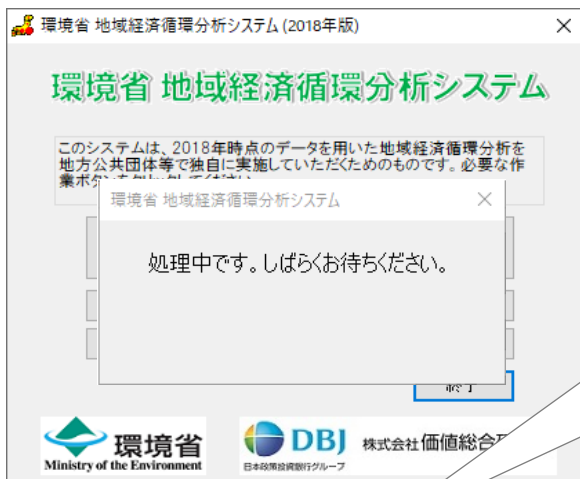 環境省 地域経済循環分析システム(2018年版)
環境省 地域経済循環分析システム
このシステムは、2018年時点のデータを用いた地域経済循環分析を
地方公共団体等で独自に実施していただくためのものです。必要な作
環境省 地域経済循環分析システム
処理中です。しばらくお待ちください。
終了
環境省
Ministry of the Environment
DBJ
日本政策投資銀行グループ
株式会社価値総合